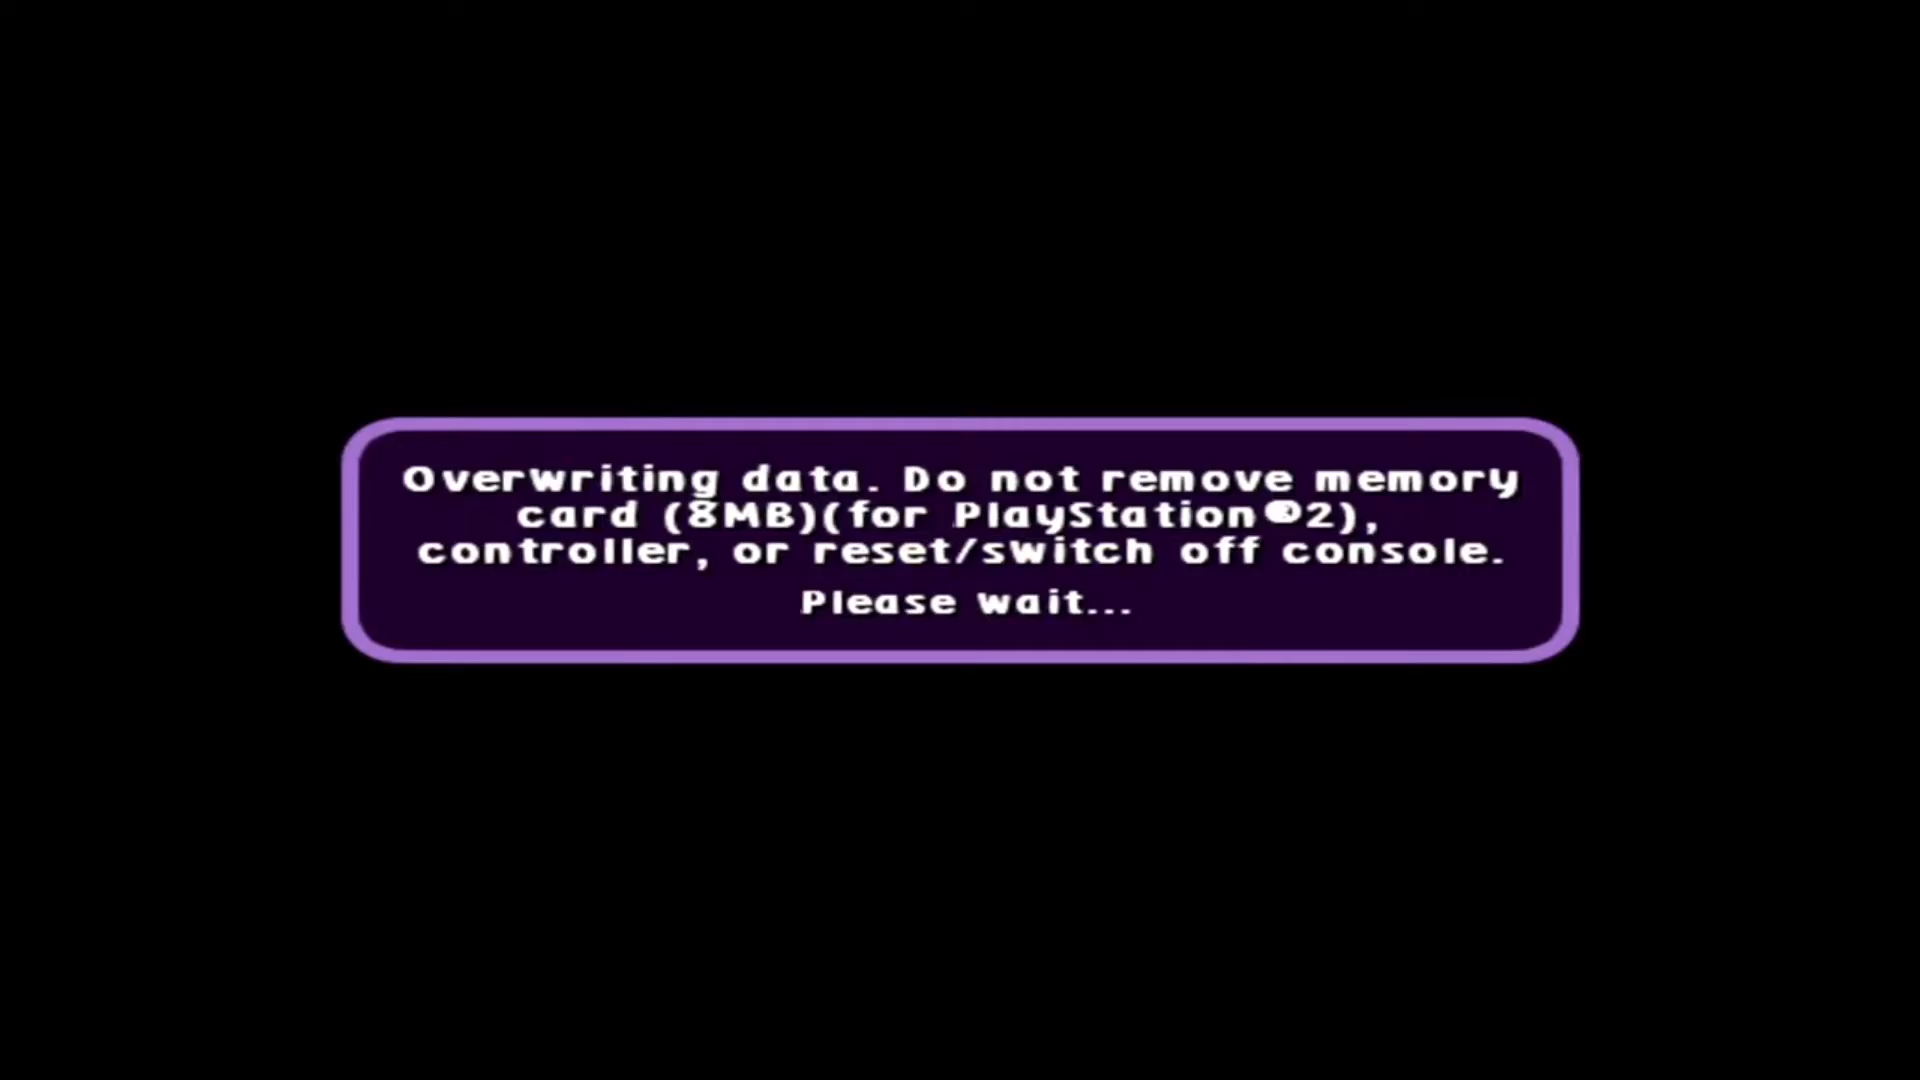 Overwriting data. Do not remove memory
card (8MB)(for PlayStation®2),
controller, or reset/switch off console.
Please wait...